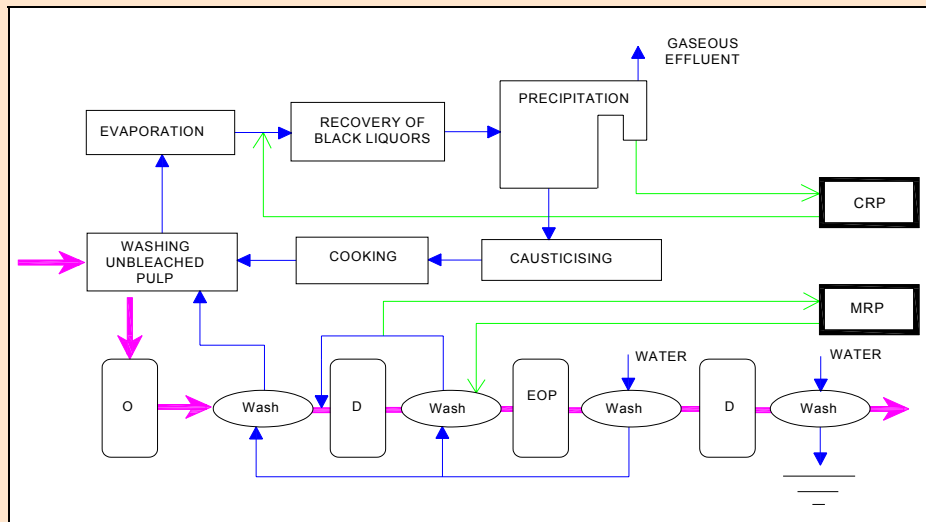 GASEOUS
EFFLUENT
PRECIPITATION
EVAPORATION
RECOVERY OF
BLACK LIQUORS
CRP
WASHING
UNBLEACHED
PULP
COOKING
CAUSTICISING
MRP
WATER
WATER
O
Wash
D
Wash
EOP
Wash
D
Wash